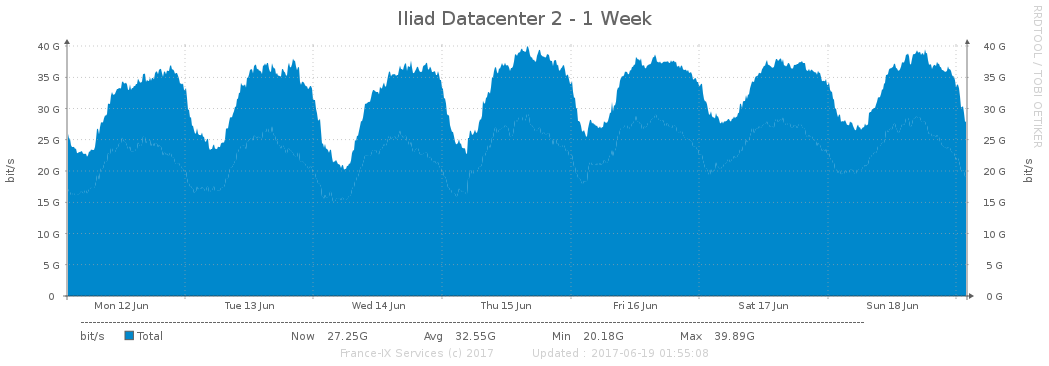 Iliad Datacenter 2 - 1 Week
RRDTOOL / TOBI OETIKER
bit/s
40 G 40 G
35 G 35 G
30 G 30 G
25 G 25 G
20 G 20 G
15 G 15 G
10 G 10 G
5 G 5 G
0 0 G
bit/s
Mon 12 Jun Tue 13 Jun Wed 14 Jun Thu 15 Jun Fri 16 Jun Sat 17 Jun Sun 18 Jun
bit/s Total Now 27.25G Avg 32.55G Min 20.18G Max 39.89G
France-IX Services (c) 2017 Updated : 2017-06-19 01:55:08